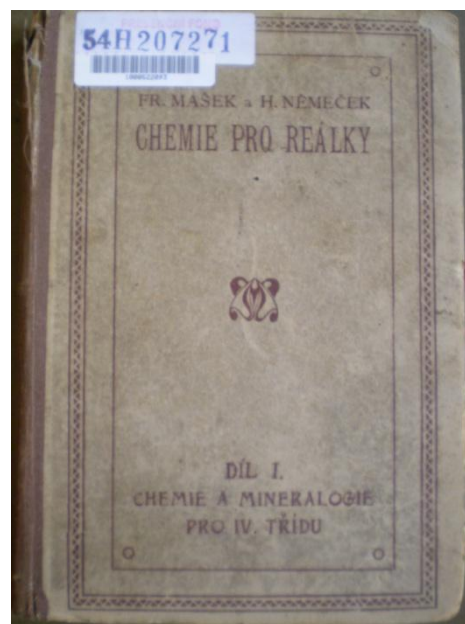 54H207271
FR. MAŠEK a H. NĚMEČEK
CHEMIE PRO REÁLKY
DÍL I.
CHEMIE A MINERALOGIE
PRO IV. TŘÍDU